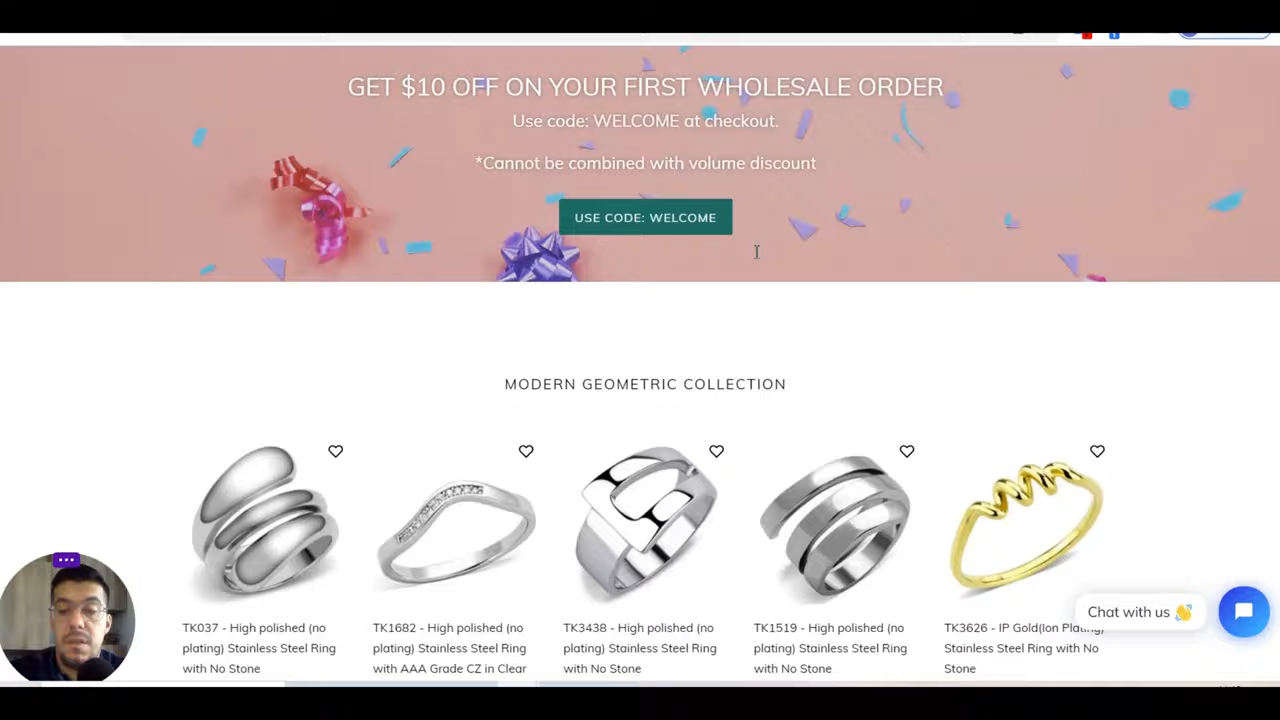 GET $10 OFF ON YOUR FIRST WHOLESALE ORDER
Use code: WELCOME at checkout.
*Cannot be combined with volume discount
USE CODE: WELCOME
MODERN GEOMETRIC COLLECTION
TK037 - High polished (no
plating) Stainless Steel Ring
with No Stone
TK1682 - High polished (no
plating) Stainless Steel Ring
with AAA Grade CZ in Clear
TK3438 - High polished (no
plating) Stainless Steel Ring
with No Stone
TK1519 - High polished (no
plating) Stainless Steel Ring
with No Stone
TK3626 - IP Gold(Ion Plating)
Stainless Steel Ring with No
Stone
Chat with us 👋